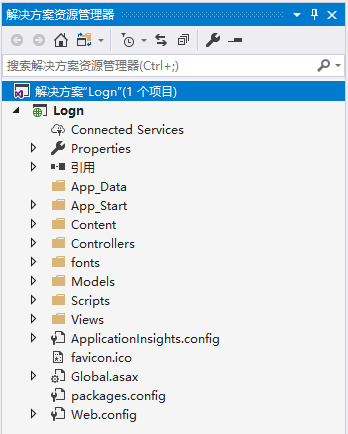 解决方案资源管理器
搜索解决方案资源管理器(Ctrl+;)
解决方案"Logn"(1 个项目)
Logn
Connected Services
Properties
引用
App_Data
App_Start
Content
Controllers
fonts
Models
Scripts
Views
ApplicationInsights.config
favicon.ico
Global.asax
packages.config
Web.config